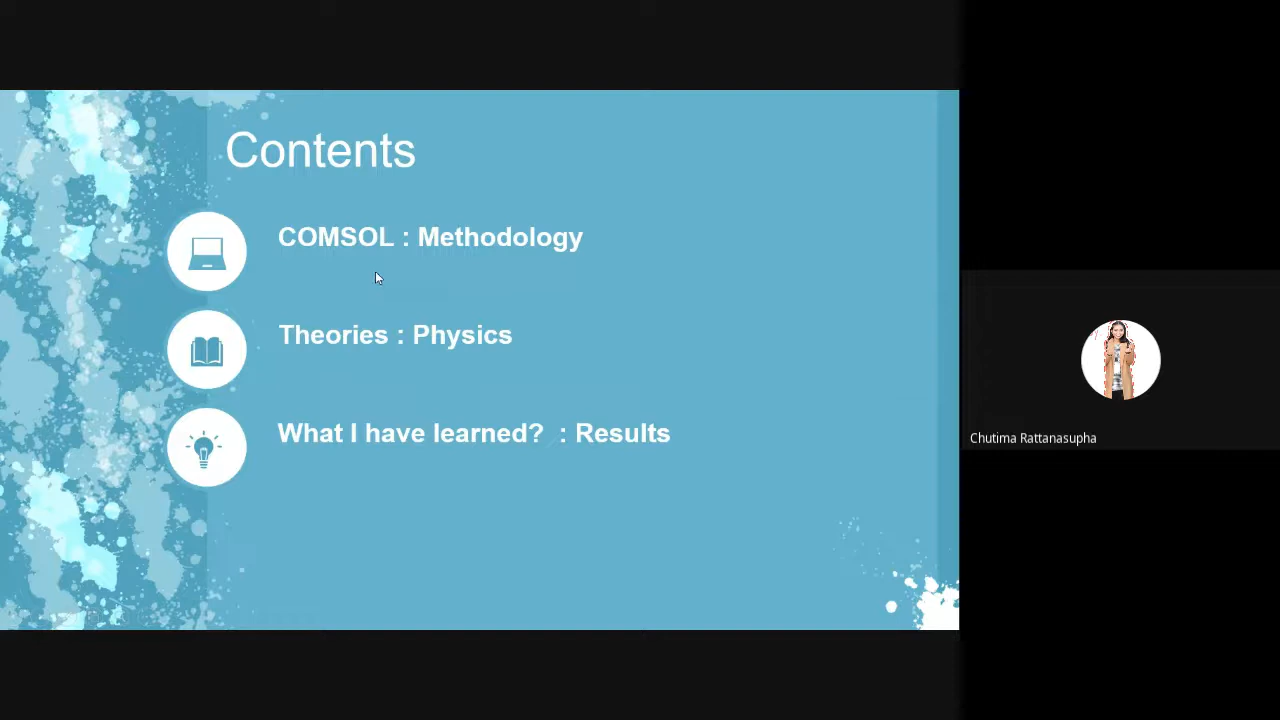 Contents
COMSOL : Methodology
Theories : Physics
What I have learned?  : Results
Chutima Rattanasupha